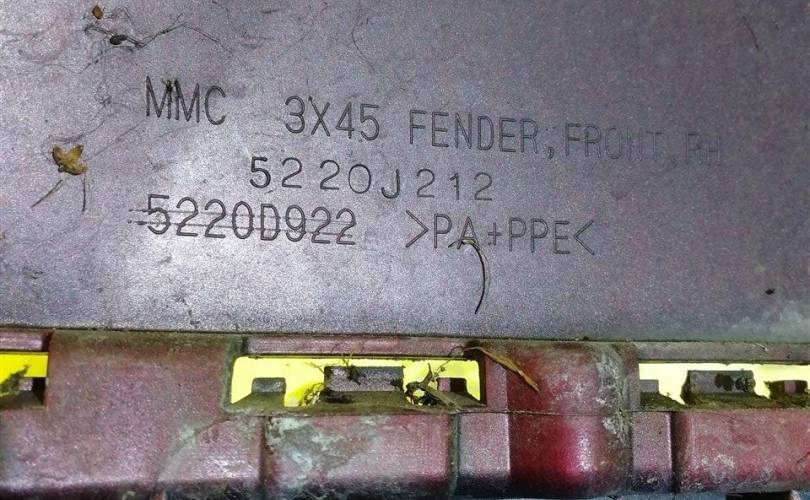 MMC 3X45 FENDER, FRONT, RH
5220J212
5220D922 >PA+PPE<